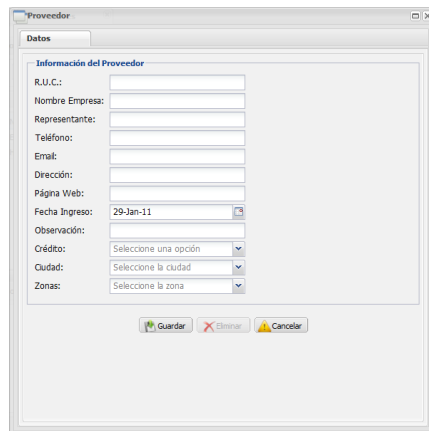 Proveedor
Datos
Información del Proveedor
R.U.C.:
Nombre Empresa:
Representante:
Teléfono:
Email:
Dirección:
Página Web:
Fecha Ingreso: 29-Jan-11
Observación:
Crédito: Seleccione una opción
Ciudad: Seleccione la ciudad
Zonas: Seleccione la zona
Guardar Eliminar Cancelar